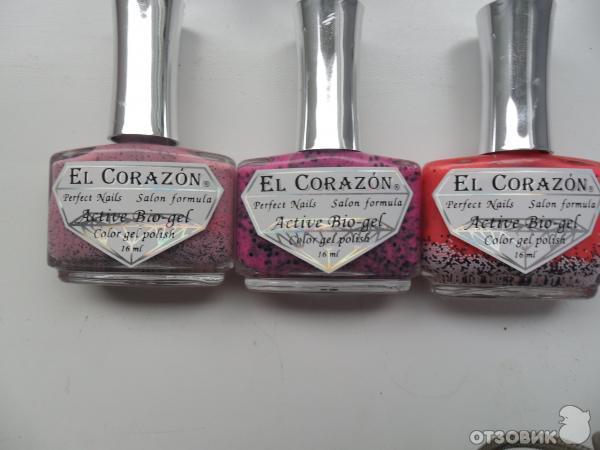 EL CORAZÓN®
Perfect Nails Salon formula
Active Bio-gel
Color gel polish
16 ml
EL CORAZÓN®
Perfect Nails Salon formula
Active Bio-gel
Color gel polish
16 ml
EL CORAZÓN®
Perfect Nails Salon formula
Active Bio-gel
Color gel polish
16 ml
ОТЗОВИК